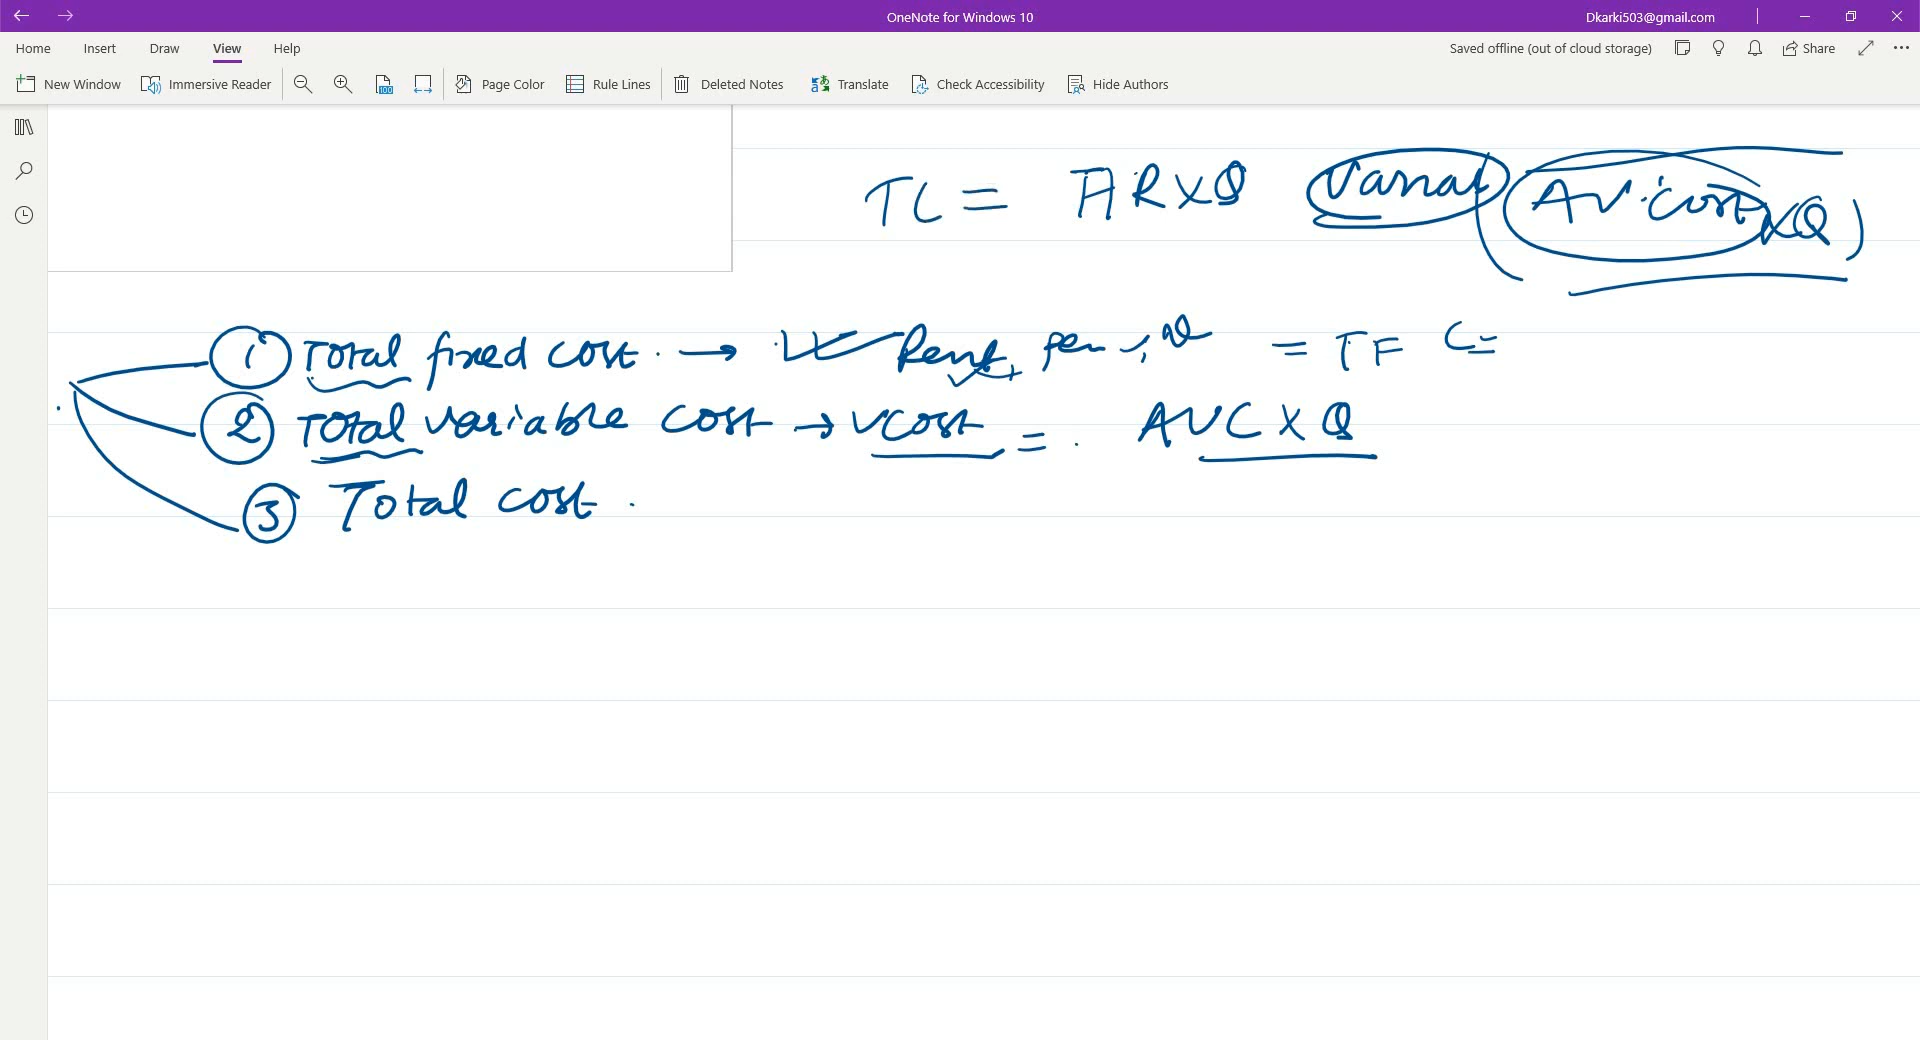 OneNote for Windows 10
Dkarki503@gmail.com
Home Insert Draw View Help
Saved offline (out of cloud storage) Share
New Window Immersive Reader Page Color Rule Lines Deleted Notes Translate Check Accessibility Hide Authors
TC = AR×Q (AV. Cost×Q)
① Total fixed cost. → Rent, = TF C=
② Total variable cost → VCost = . AVC × Q
③ Total cost .